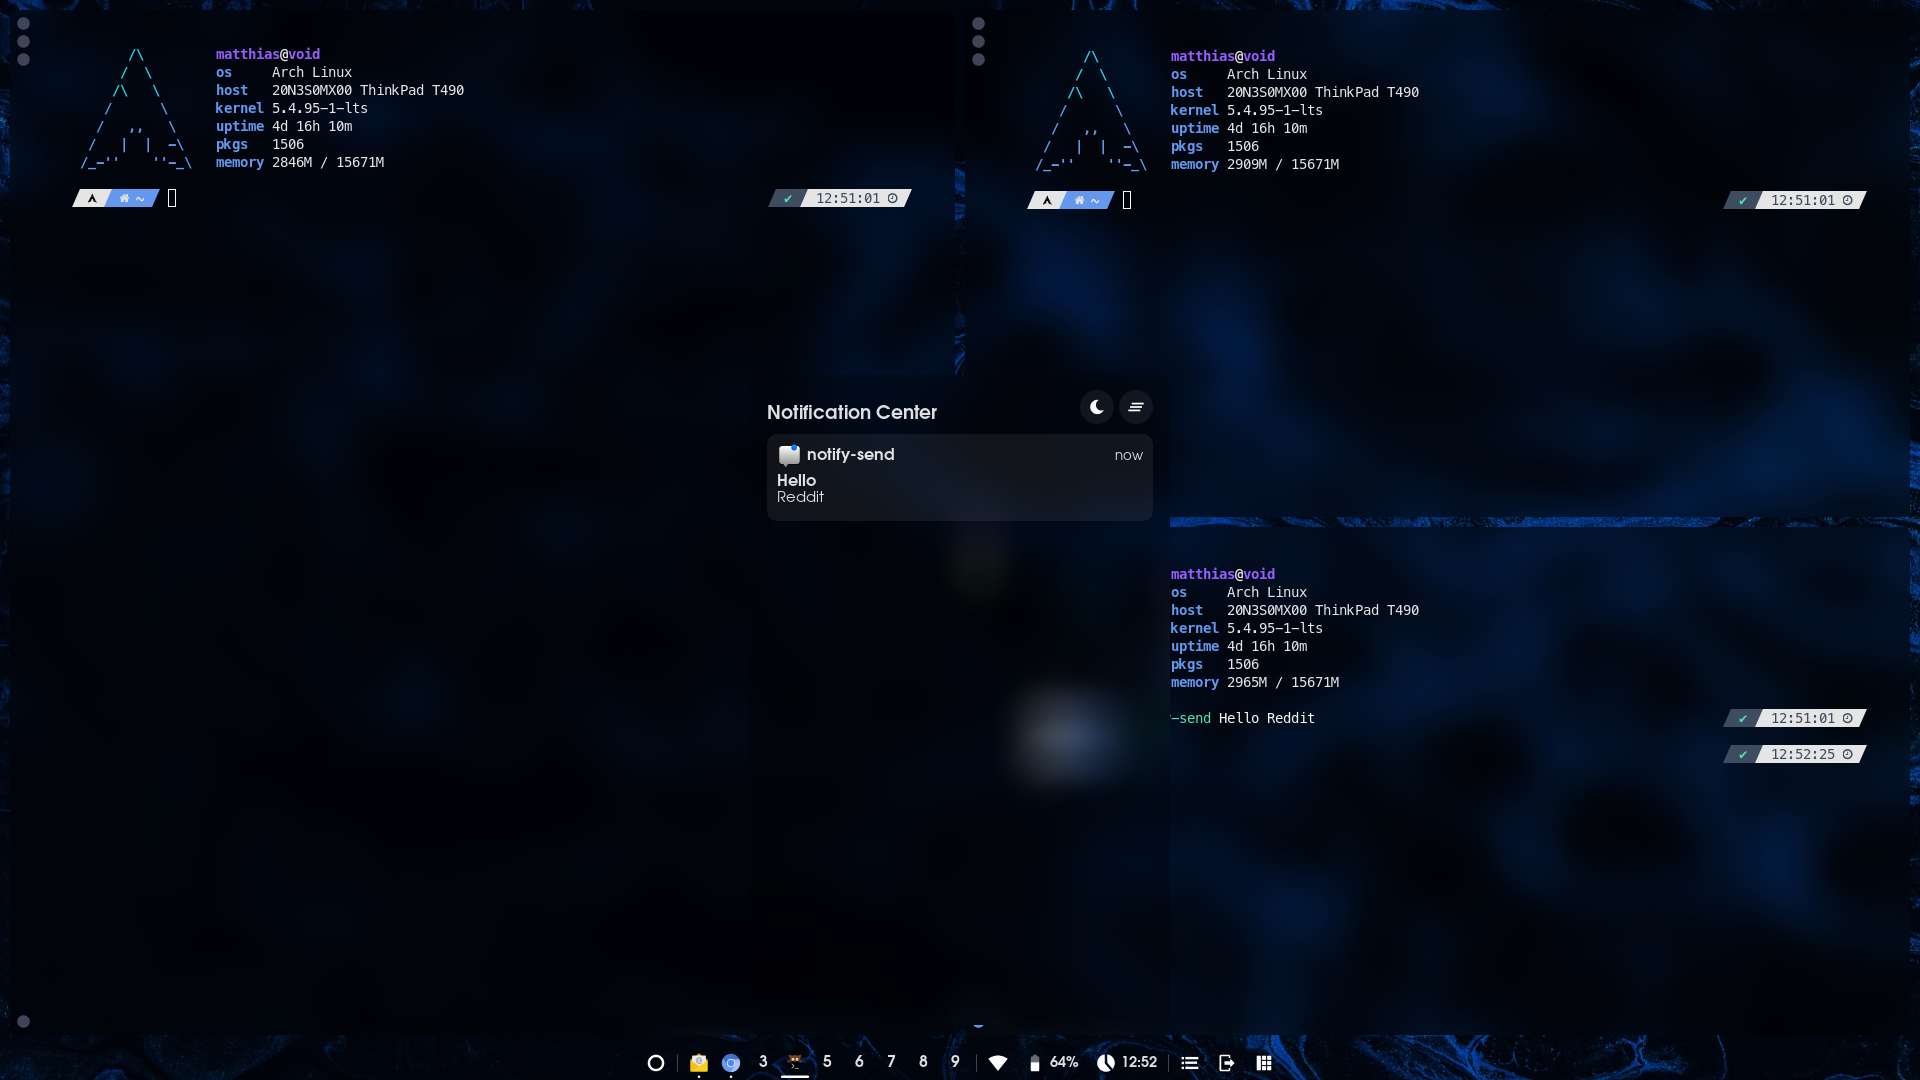 matthias@void
os Arch Linux
host 20N3S0MX00 ThinkPad T490
kernel 5.4.95-1-lts
uptime 4d 16h 10m
pkgs 1506
memory 2846M / 15671M
~
12:51:01
matthias@void
os Arch Linux
host 20N3S0MX00 ThinkPad T490
kernel 5.4.95-1-lts
uptime 4d 16h 10m
pkgs 1506
memory 2909M / 15671M
~
12:51:01
Notification Center
notify-send now
Hello
Reddit
matthias@void
os Arch Linux
host 20N3S0MX00 ThinkPad T490
kernel 5.4.95-1-lts
uptime 4d 16h 10m
pkgs 1506
memory 2965M / 15671M
-send Hello Reddit
12:51:01
12:52:25
3 5 6 7 8 9 64% 12:52